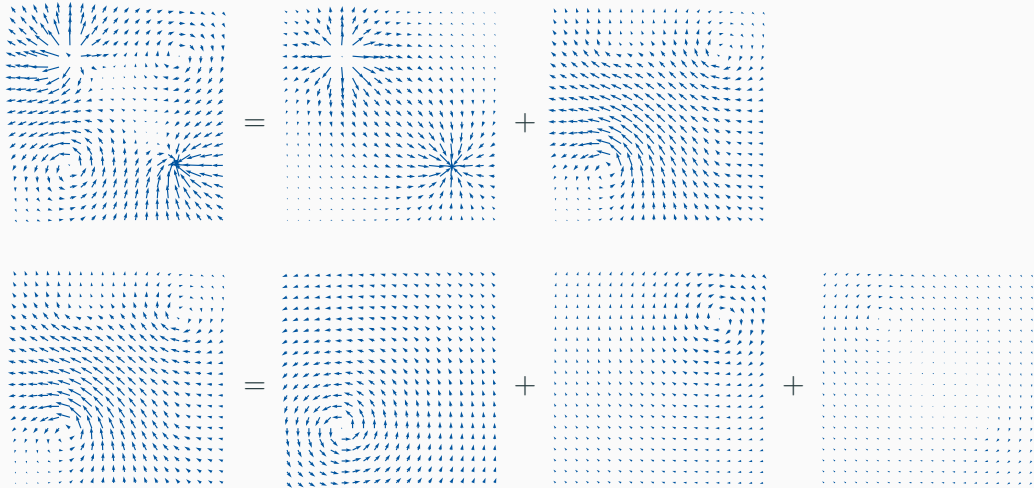 = +
= + +